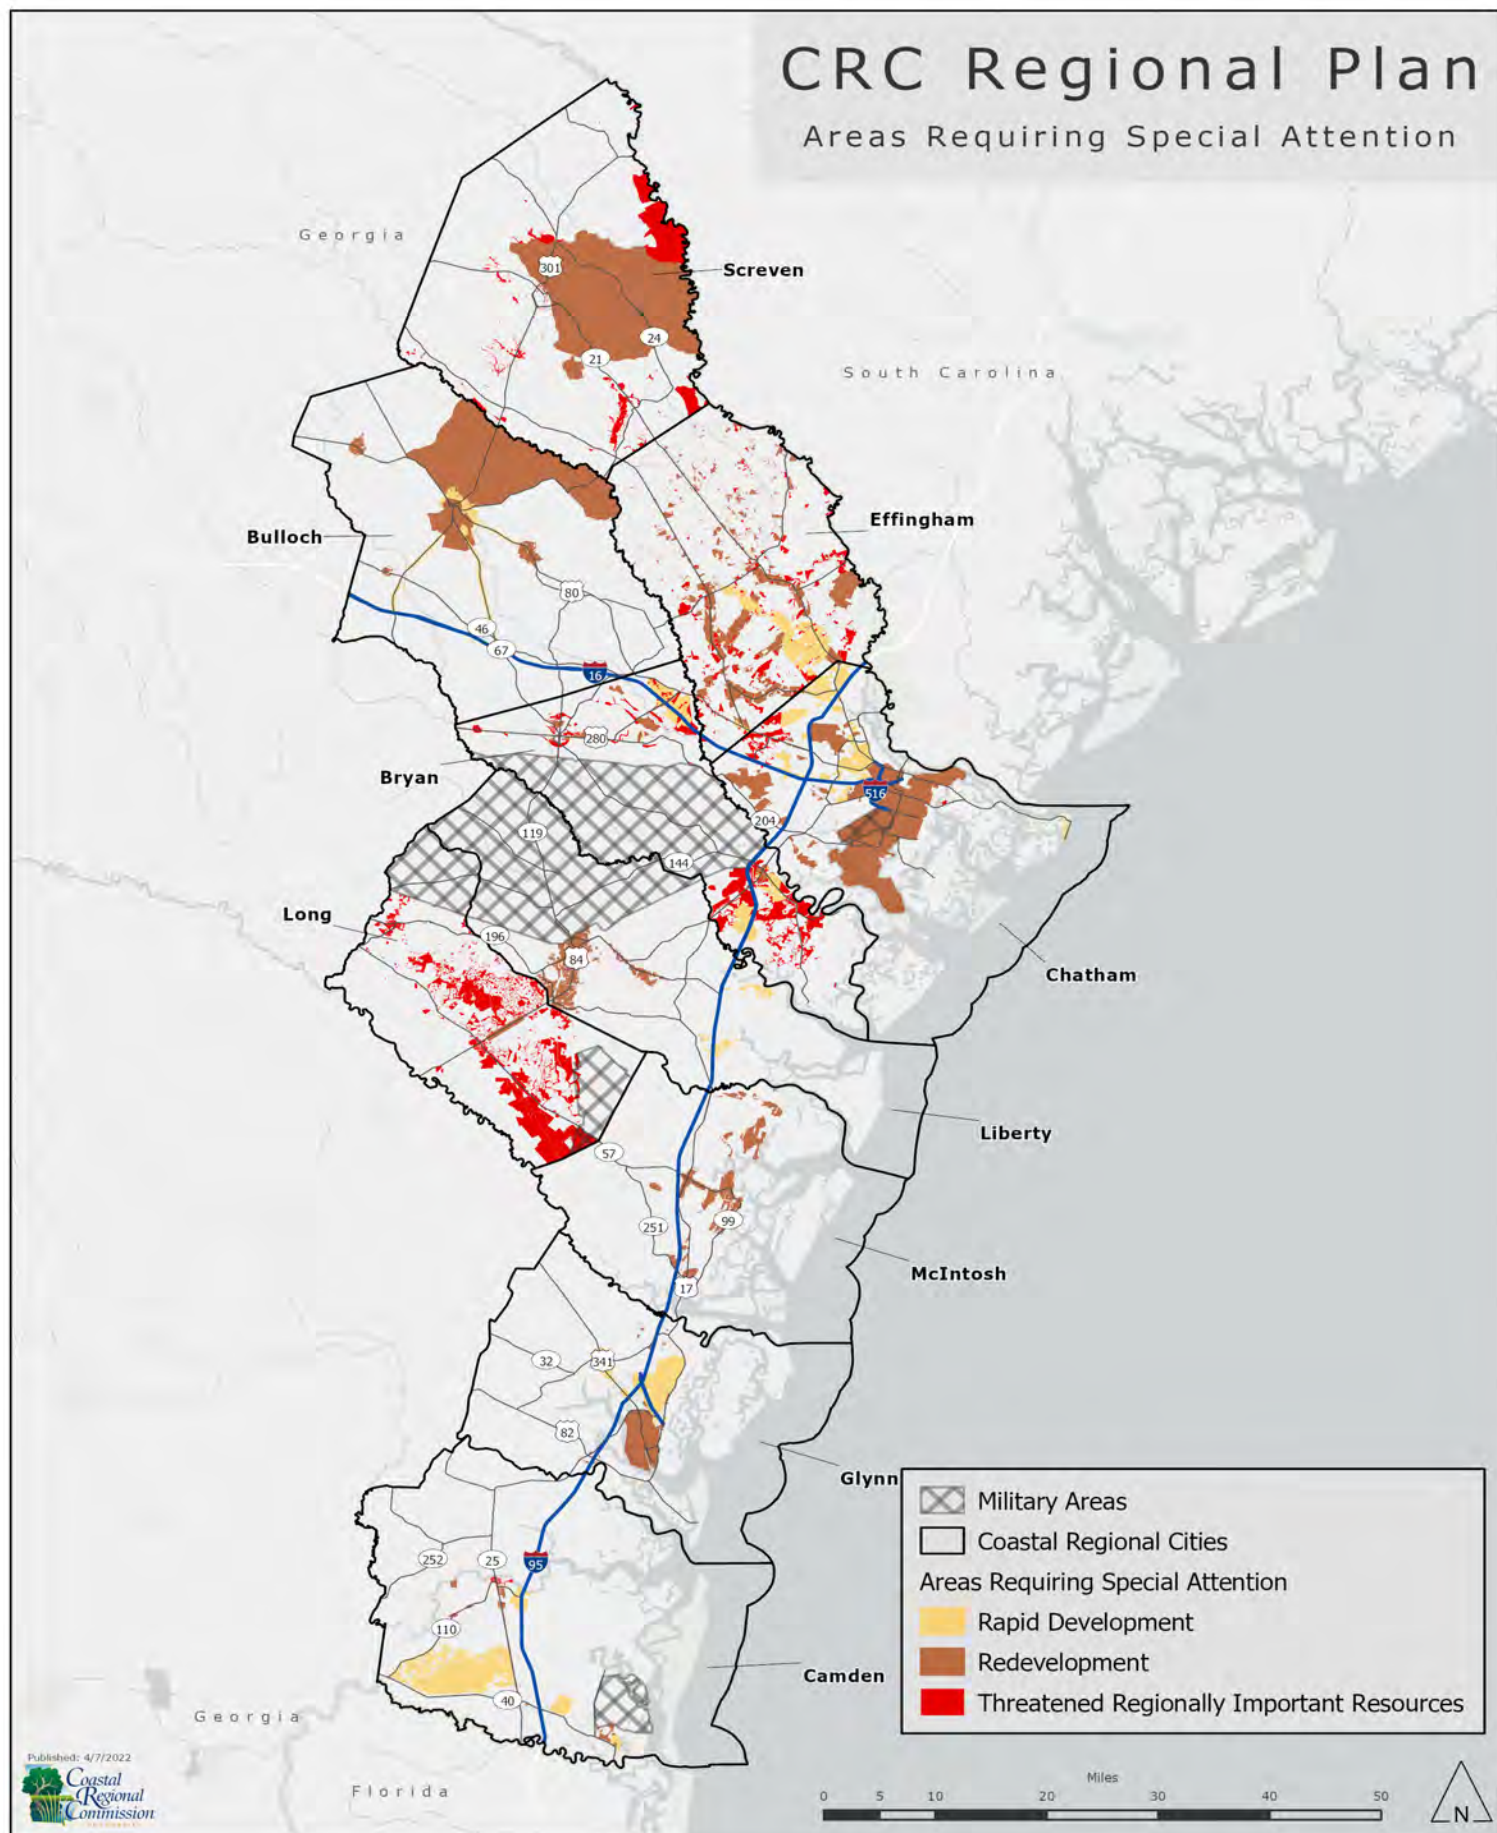 CRC Regional Plan
Areas Requiring Special Attention
Georgia
301
Screven
24
21
South Carolina
Bulloch
Effingham
80
46
67
16
280
Bryan
516
119
204
144
Long
196
84
Chatham
Liberty
57
251
99
McIntosh
17
32
341
82
Glynn
252
25
95
110
Camden
40
Georgia
Florida
Military Areas
Coastal Regional Cities
Areas Requiring Special Attention
Rapid Development
Redevelopment
Threatened Regionally Important Resources
Published: 4/7/2022
Coastal
Regional
Commission
Miles
0 5 10 20 30 40 50
N